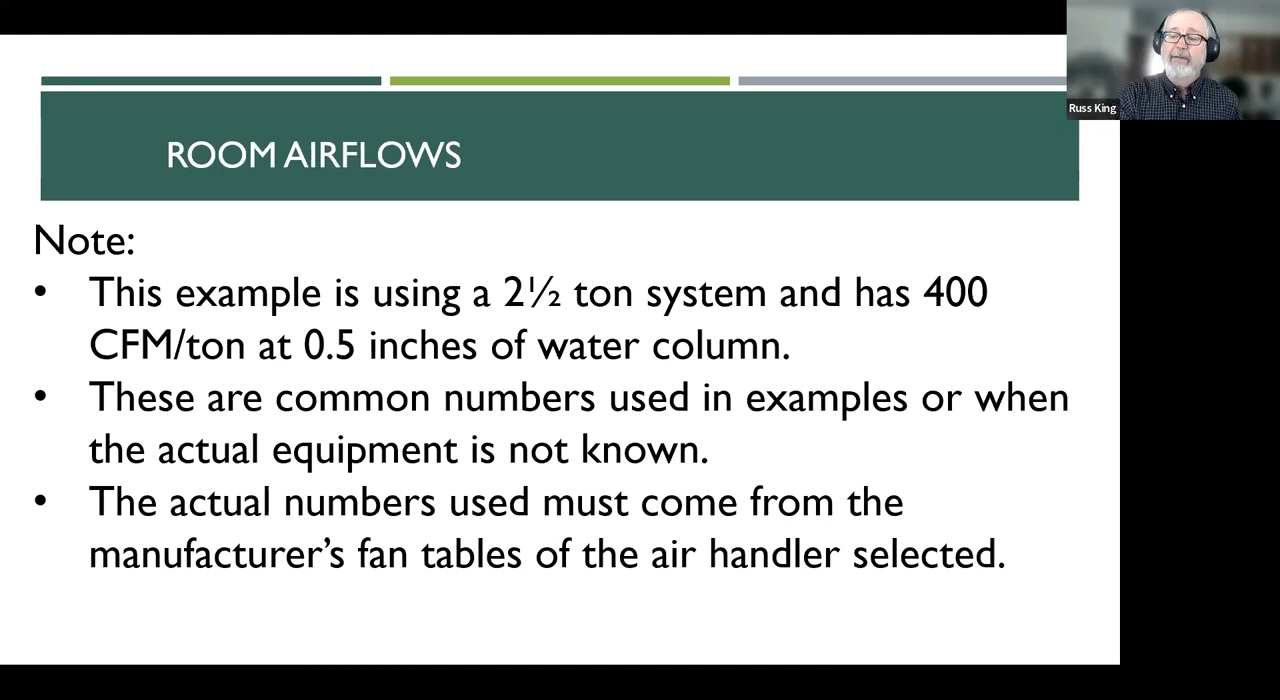 Russ King
ROOM AIRFLOWS
Note:
• This example is using a 2½ ton system and has 400
CFM/ton at 0.5 inches of water column.
• These are common numbers used in examples or when
the actual equipment is not known.
• The actual numbers used must come from the
manufacturer’s fan tables of the air handler selected.